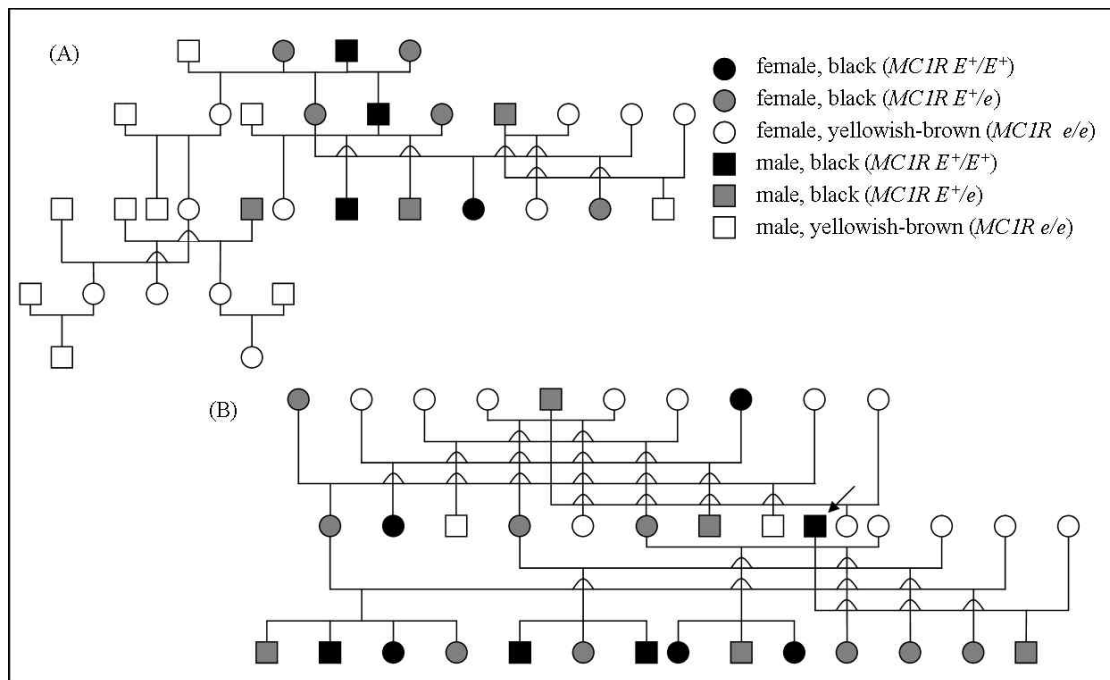 (A)
female, black (MC1R E+/E+)
female, black (MC1R E+/e)
female, yellowish-brown (MC1R e/e)
male, black (MC1R E+/E+)
male, black (MC1R E+/e)
male, yellowish-brown (MC1R e/e)
(B)